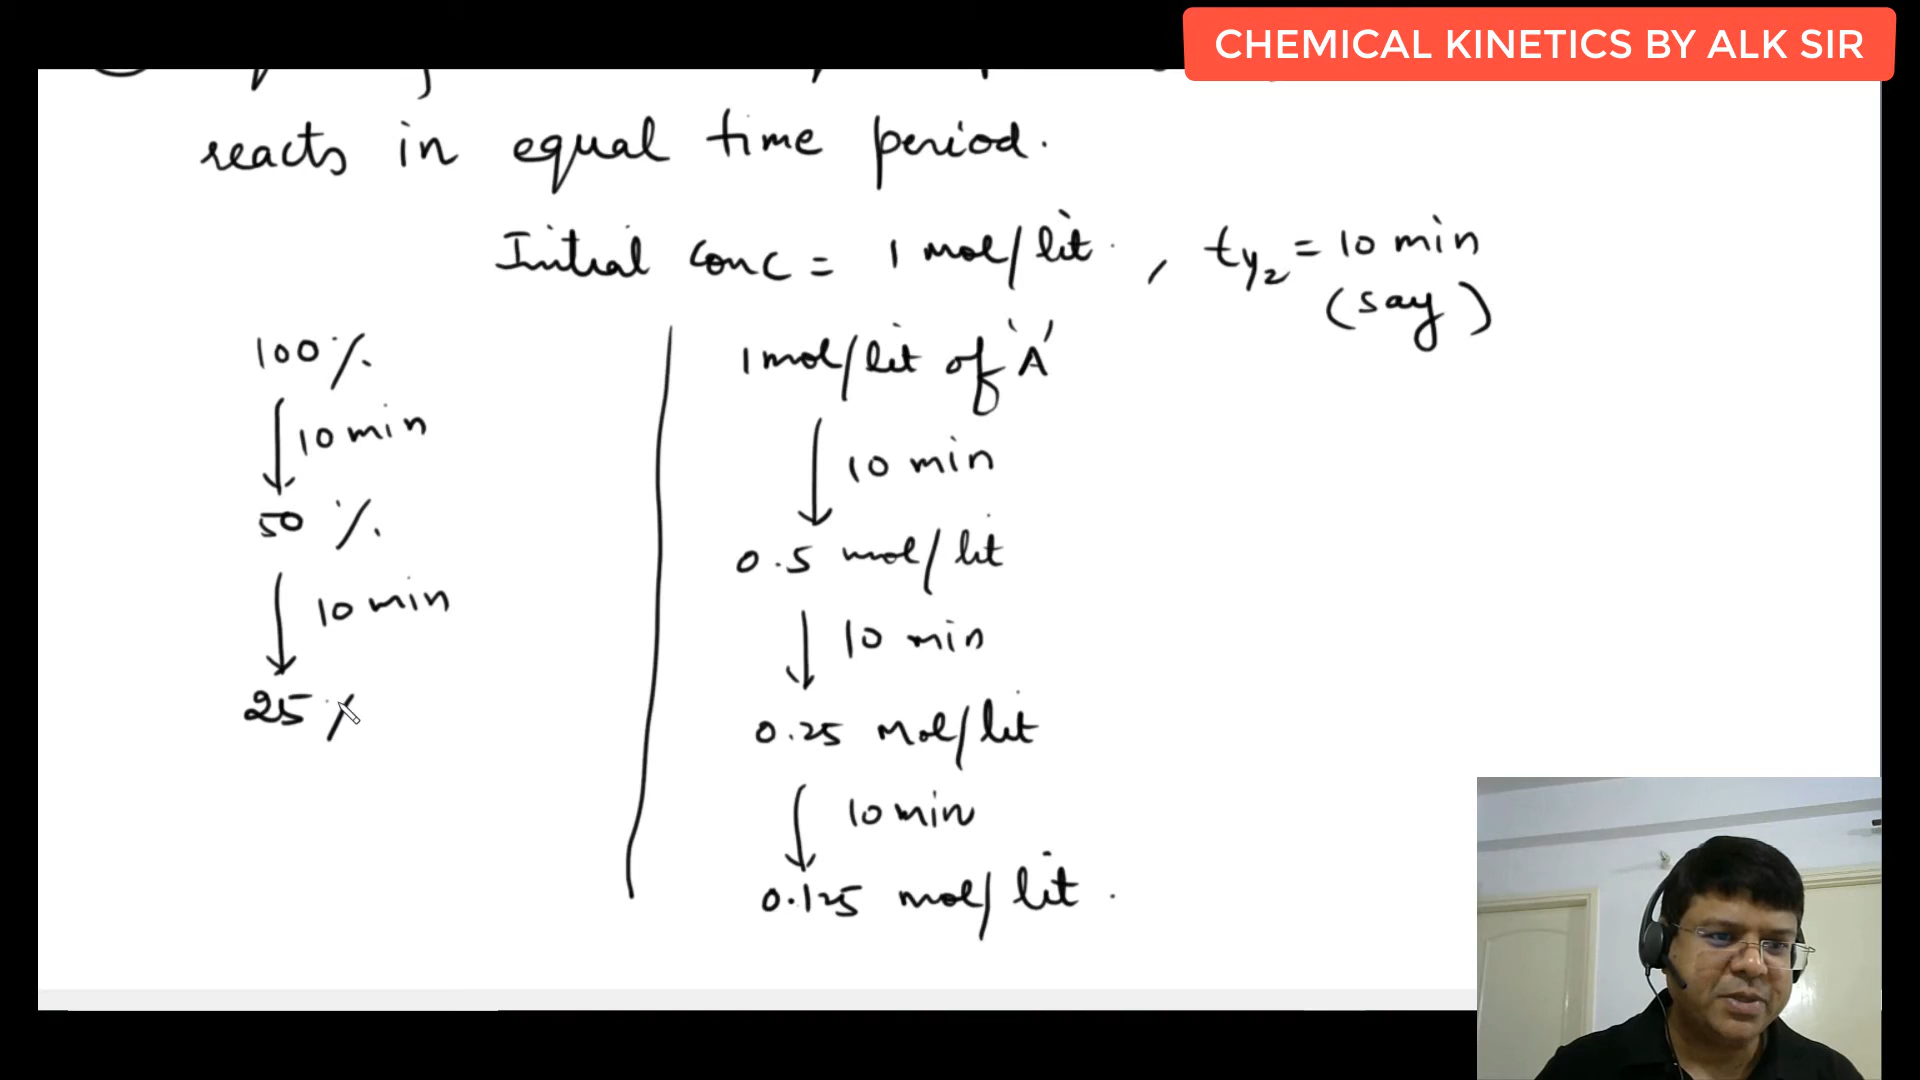 CHEMICAL KINETICS BY ALK SIR
reacts in equal time period.
Initial conc = 1 mol/lit. , t1/2 = 10 min
(say)
100 %
10 min
50 %
10 min
25 %
1 mol/lit of 'A'
10 min
0.5 mol/lit
10 min
0.25 mol/lit
10 min
0.125 mol/lit.